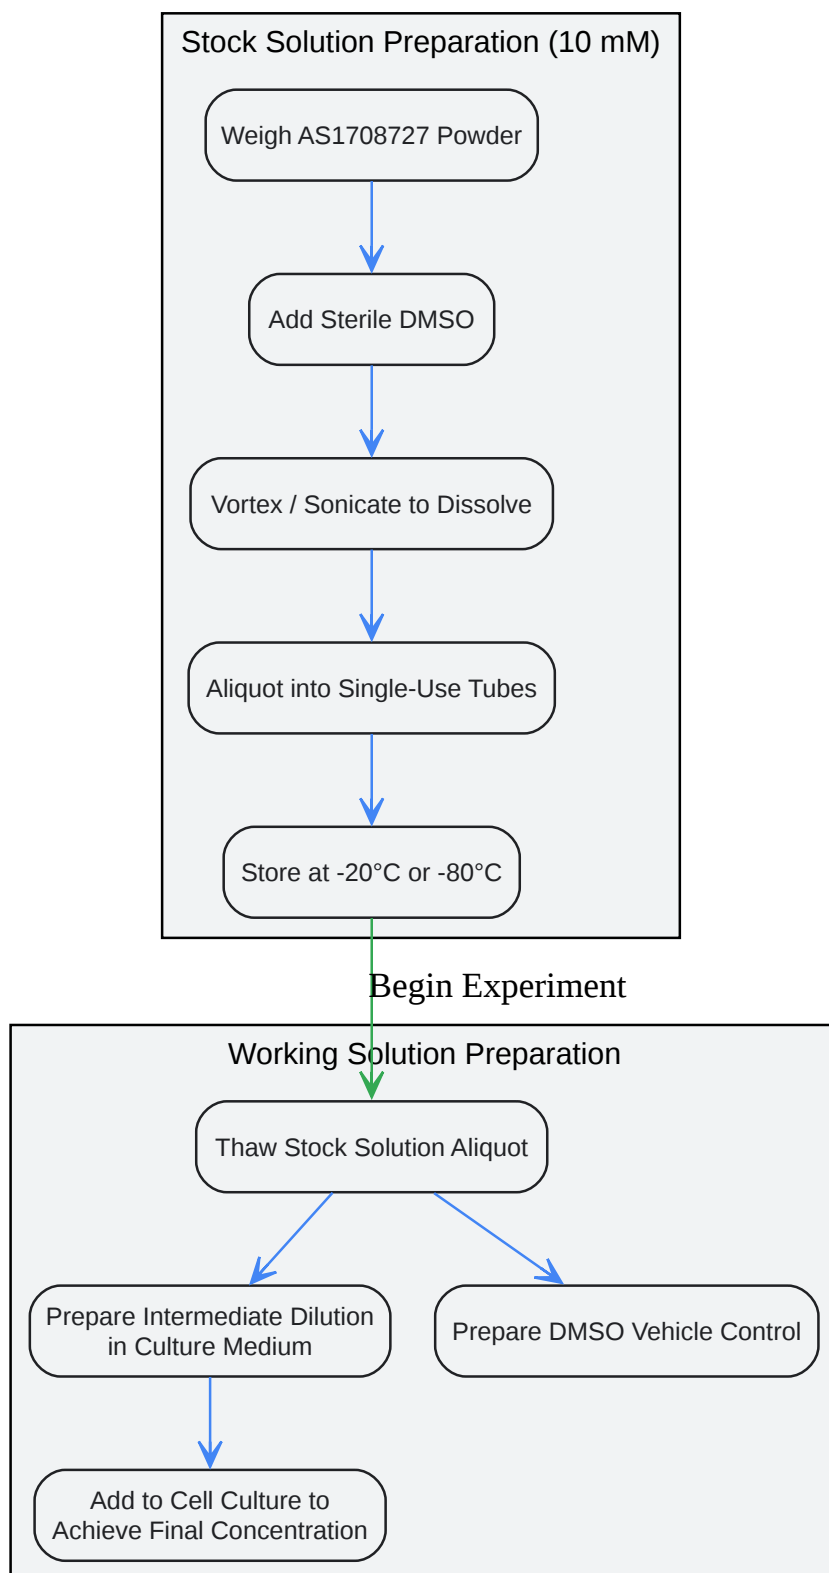 Stock Solution Preparation (10 mM)
Weigh AS1708727 Powder
Add Sterile DMSO
Vortex / Sonicate to Dissolve
Aliquot into Single-Use Tubes
Store at -20°C or -80°C
Begin Experiment
Working Solution Preparation
Thaw Stock Solution Aliquot
Prepare Intermediate Dilution
in Culture Medium
Prepare DMSO Vehicle Control
Add to Cell Culture to
Achieve Final Concentration